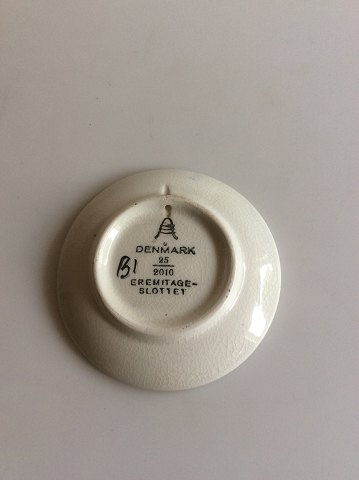 DENMARK
25
2010
B1
EREMITAGE-
SLOTTET